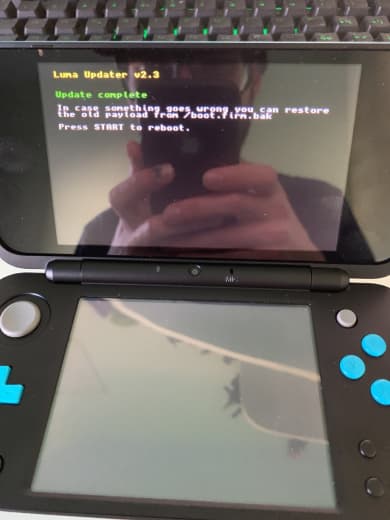 Luma Updater v2.3
Update complete
In case something goes wrong you can restore
the old payload from /boot.firm.bak
Press START to reboot.
MIC